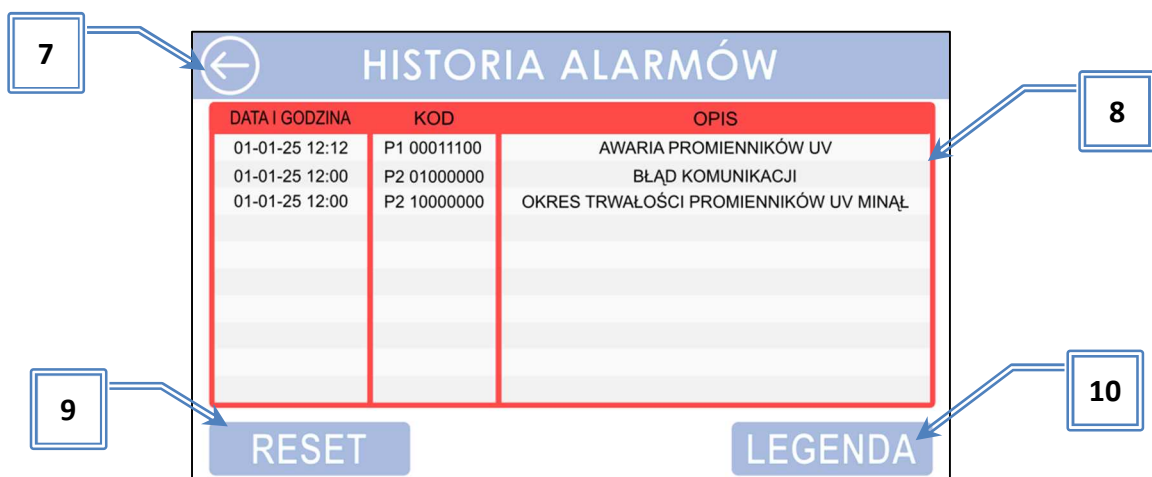 7
HISTORIA ALARMÓW
8
DATA I GODZINA KOD OPIS
01-01-25 12:12 P1 00011100 AWARIA PROMIENNIKÓW UV
01-01-25 12:00 P2 01000000 BŁĄD KOMUNIKACJI
01-01-25 12:00 P2 10000000 OKRES TRWAŁOŚCI PROMIENNIKÓW UV MINĄŁ
9
10
RESET LEGENDA